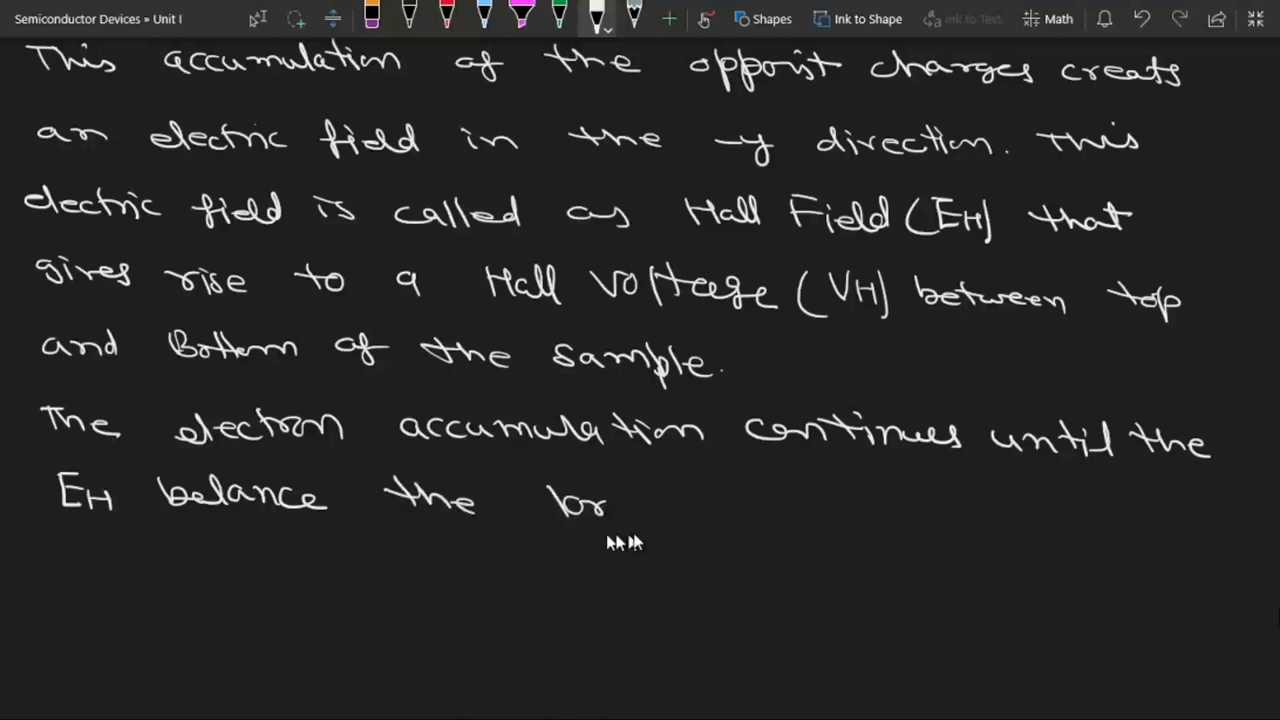 Semiconductor Devices » Unit I
Shapes
Ink to Shape
Ink to Text
Math
This accumulation of the opposit charges creats
an electric field in the -y direction. This
electric field is called as Hall Field (EH) that
gives rise to a Hall Voltage (VH) between top
and Bottom of the sample.
The electron accumulation continues until the
EH balance the lor